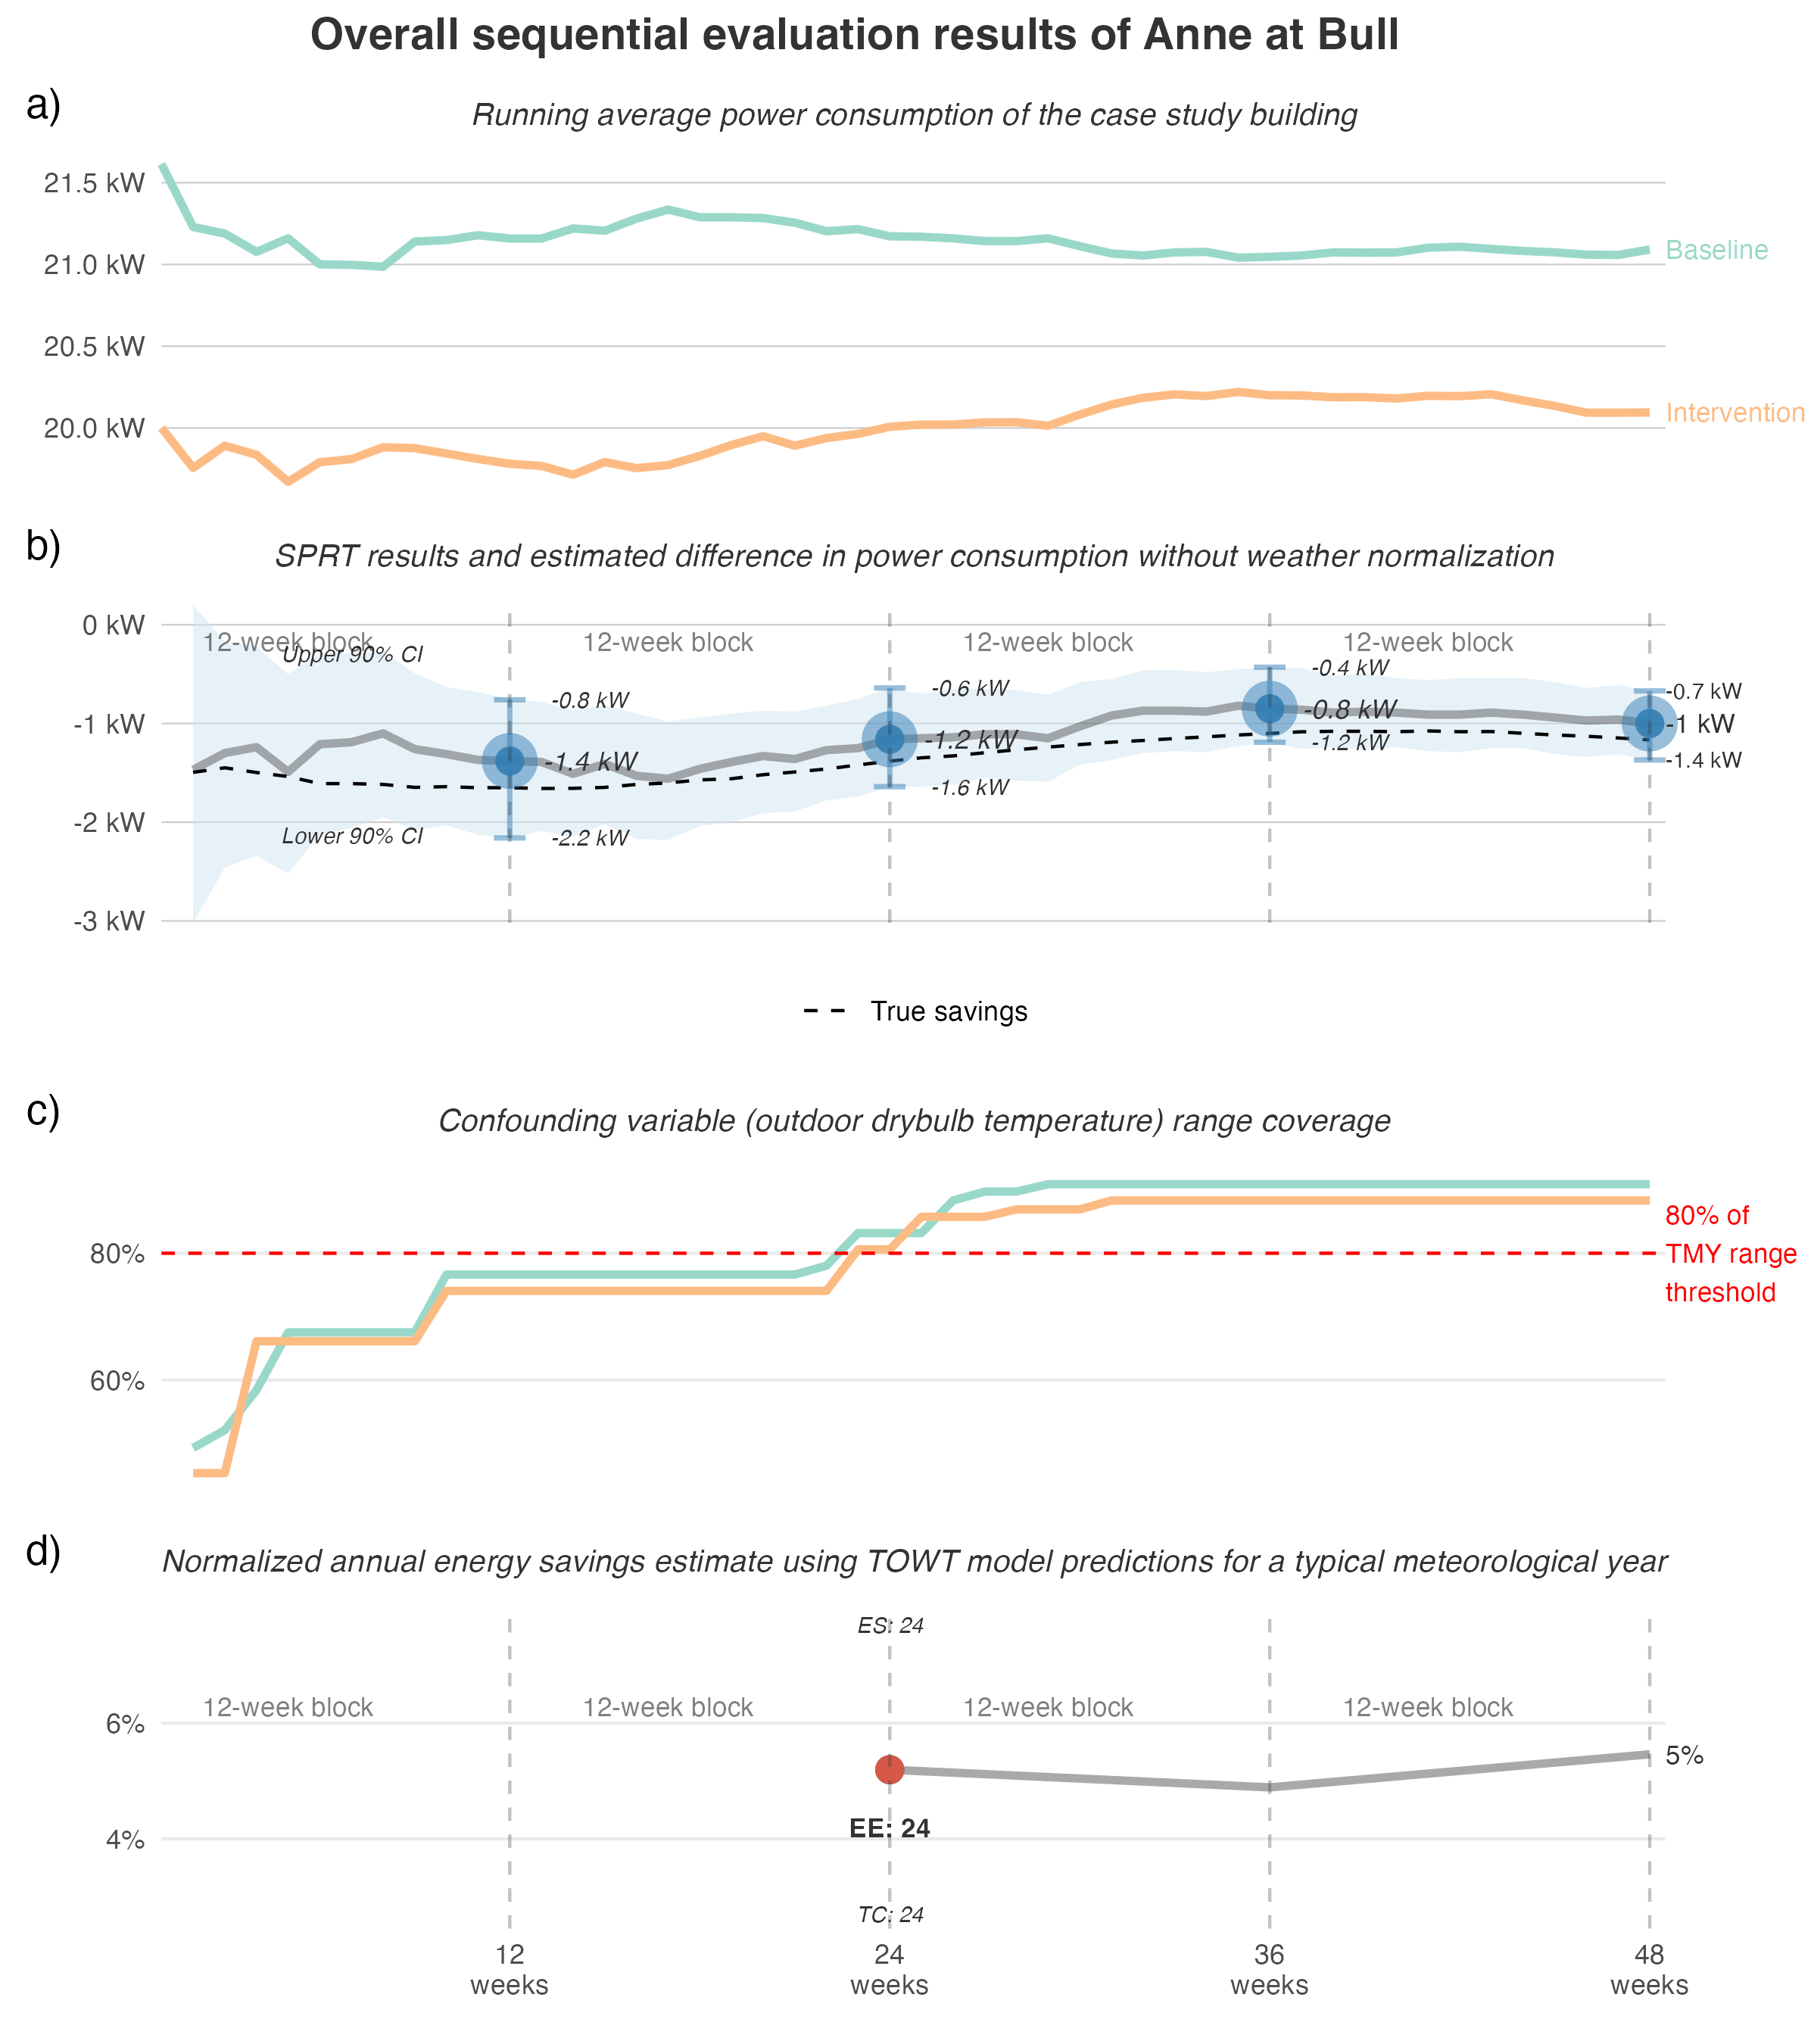 Overall sequential evaluation results of Anne at Bull
a)
Running average power consumption of the case study building
21.5 kW
21.0 kW
20.5 kW
20.0 kW
Baseline
Intervention
b)
SPRT results and estimated difference in power consumption without weather normalization
0 kW
-1 kW
-2 kW
-3 kW
12-week block
12-week block
12-week block
12-week block
Upper 90% CI
Lower 90% CI
-0.8 kW
-1.4 kW
-2.2 kW
-0.6 kW
-1.2 kW
-1.6 kW
-0.4 kW
-0.8 kW
-1.2 kW
-0.7 kW
-1 kW
-1.4 kW
True savings
c)
Confounding variable (outdoor drybulb temperature) range coverage
80%
60%
80% of
TMY range
threshold
d)
Normalized annual energy savings estimate using TOWT model predictions for a typical meteorological year
ES: 24
12-week block
12-week block
12-week block
12-week block
6%
4%
5%
EE: 24
TC: 24
12
weeks
24
weeks
36
weeks
48
weeks